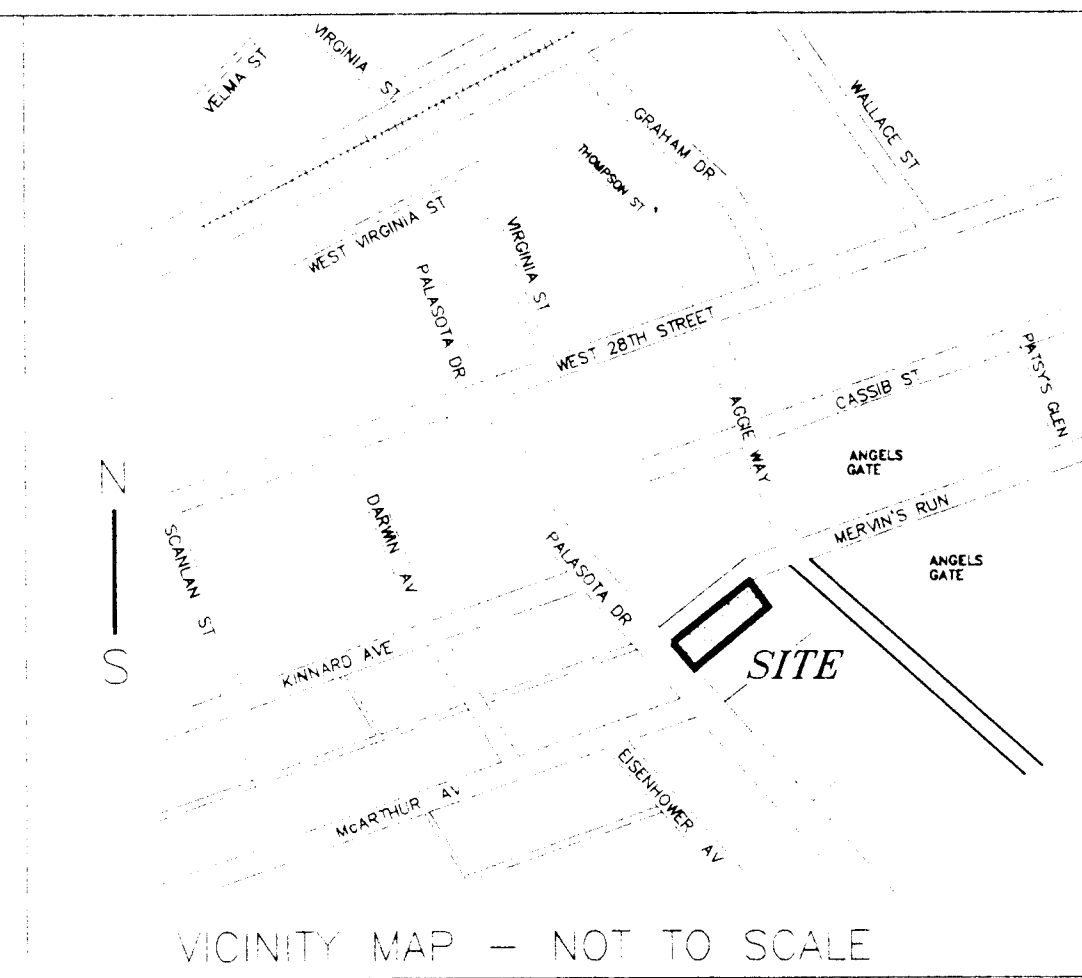 VIRGINIA ST
VELMA ST
WALLACE ST
GRAHAM DR
THOMPSON ST
WEST VIRGINIA ST
VIRGINIA ST
PALASOTA DR
WEST 28TH STREET
PATSY'S GLEN
CASSIB ST
AGGIE WAY
ANGELS
GATE
N
MERVIN'S RUN
DARWIN AV
SCANLAN ST
PALASOTA DR
ANGELS
GATE
S
KINNARD AVE
SITE
EISENHOWER AV
McARTHUR AV
VICINITY MAP - NOT TO SCALE